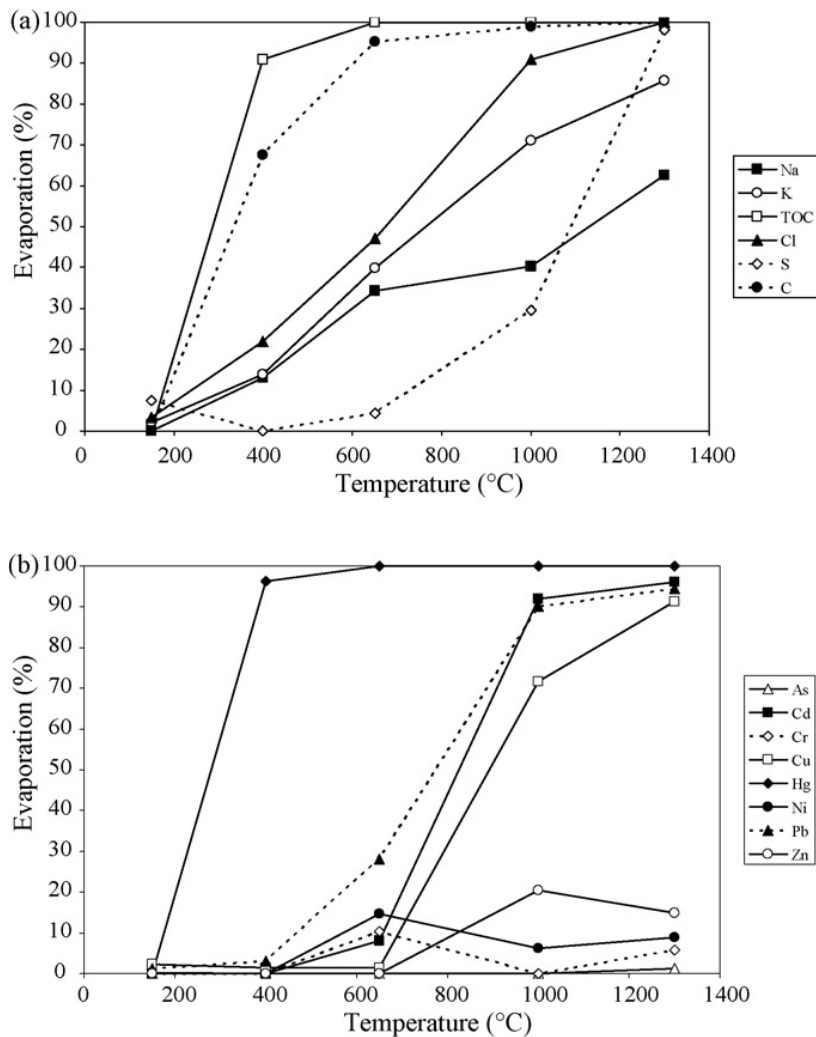 (a)
100
90
80
70
60
50
40
30
20
10
0
Evaporation (%)
0 200 400 600 800 1000 1200 1400
Temperature (°C)
Na
K
TOC
Cl
S
C
(b)
100
90
80
70
60
50
40
30
20
10
0
Evaporation (%)
0 200 400 600 800 1000 1200 1400
Temperature (°C)
As
Cd
Cr
Cu
Hg
Ni
Pb
Zn